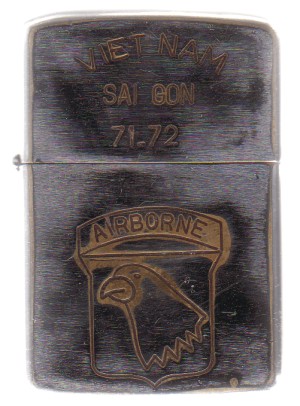 VIET NAM
SAI GON
71-72
AIRBORNE